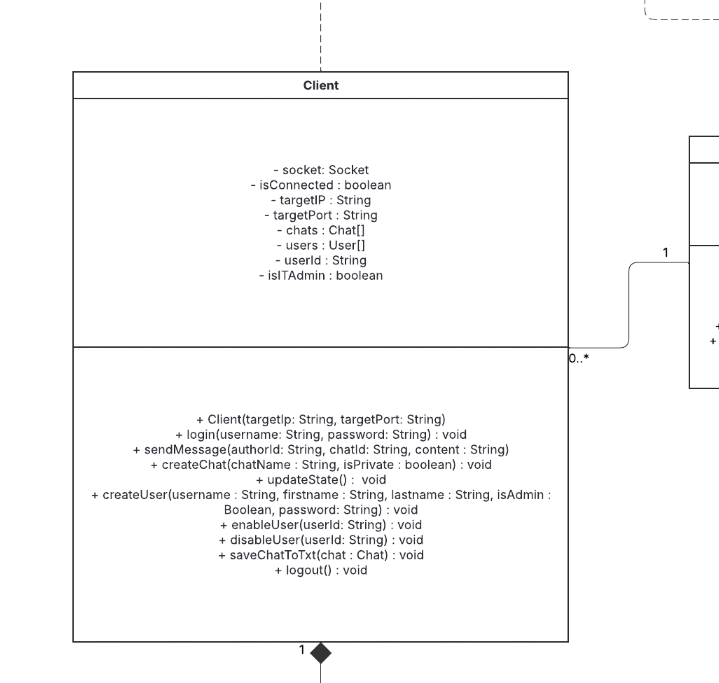 Client
- socket: Socket
- isConnected : boolean
- targetIP : String
- targetPort : String
- chats : Chat[]
- users : User[]
- userId : String
- isITAdmin : boolean
1
0..*
+ Client(targetIp: String, targetPort: String)
+ login(username: String, password: String) : void
+ sendMessage(authorId: String, chatId: String, content : String)
+ createChat(chatName : String, isPrivate : boolean) : void
+ updateState() :  void
+ createUser(username : String, firstname : String, lastname : String, isAdmin :
Boolean, password: String) : void
+ enableUser(userId: String) : void
+ disableUser(userId: String) : void
+ saveChatToTxt(chat : Chat) : void
+ logout() : void
1
+
+